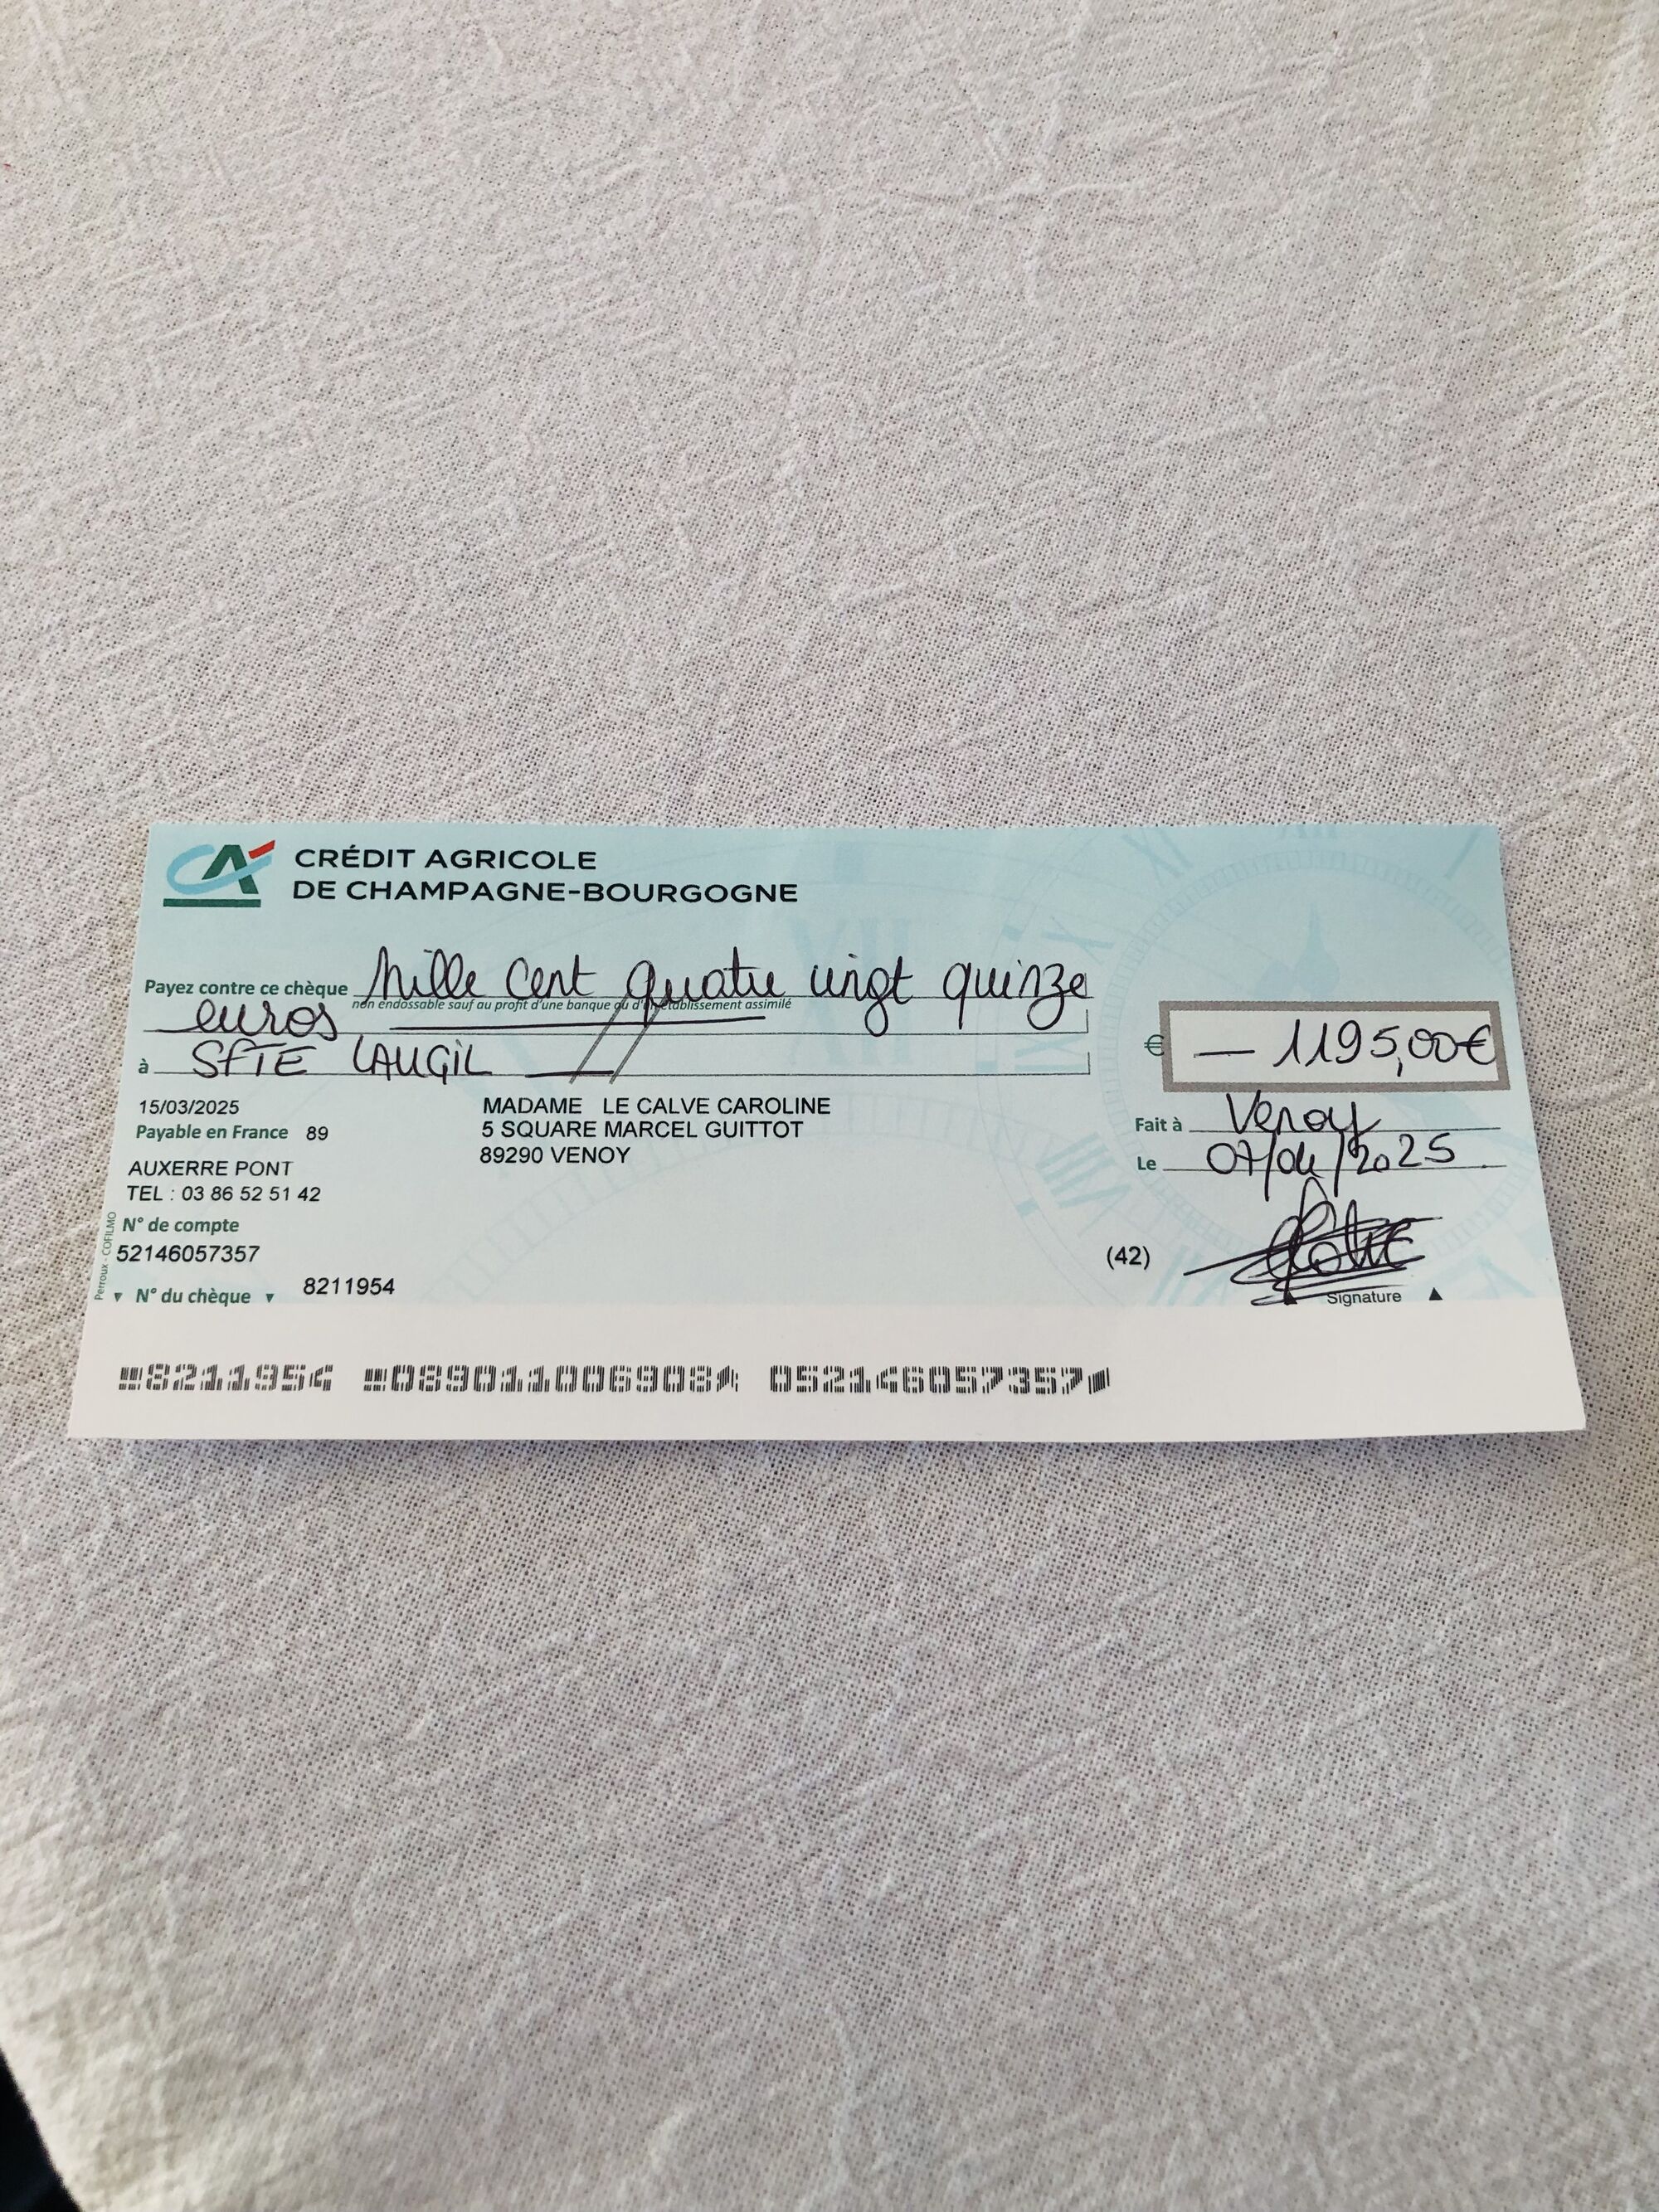 CRÉDIT AGRICOLE
DE CHAMPAGNE-BOURGOGNE
Payez contre ce chèque Mille cent quatre vingt quinze
non endossable sauf au profit d'une banque ou d'un établissement assimilé
euros
€ 1195,00€
à SFTE LAUGIL
15/03/2025
Payable en France 89
MADAME LE CALVE CAROLINE
5 SQUARE MARCEL GUITTOT
89290 VENOY
Fait à Venoy
Le 07/04/2025
AUXERRE PONT
TEL : 03 86 52 51 42
N° de compte
52146057357
(42)
N° du chèque 8211954
Signature
Perroux - COFILMO
8211954 089011006908 052146057357